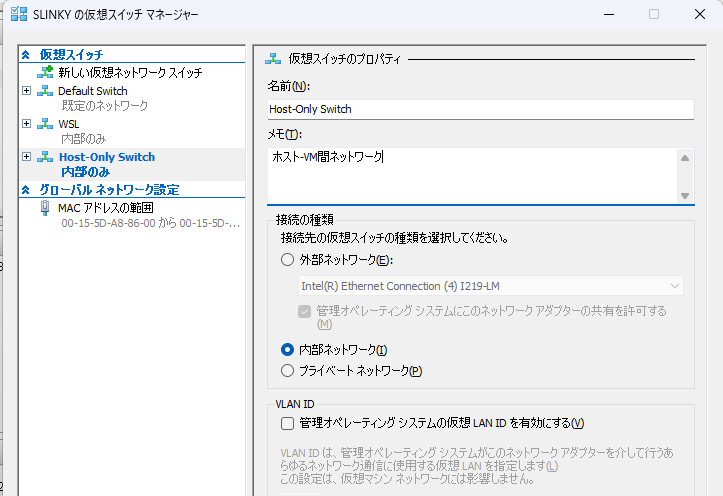 SLINKY の仮想スイッチ マネージャー
仮想スイッチ
新しい仮想ネットワーク スイッチ
Default Switch
既定のネットワーク
WSL
内部のみ
Host-Only Switch
内部のみ
グローバル ネットワーク設定
MAC アドレスの範囲
00-15-5D-A8-86-00 から 00-15-5D-...
仮想スイッチのプロパティ
名前(N):
Host-Only Switch
メモ(T):
ホスト-VM間ネットワーク
接続の種類
接続先の仮想スイッチの種類を選択してください。
外部ネットワーク(E):
Intel(R) Ethernet Connection (4) I219-LM
管理オペレーティング システムにこのネットワーク アダプターの共有を許可する
(M)
内部ネットワーク(I)
プライベート ネットワーク(P)
VLAN ID
管理オペレーティング システムの仮想 LAN ID を有効にする(V)
VLAN ID は、管理オペレーティング システムがこのネットワーク アダプターを介して行うあ
らゆるネットワーク通信に使用する仮想 LAN を指定します(L)
この設定は、仮想マシン ネットワークには影響しません。